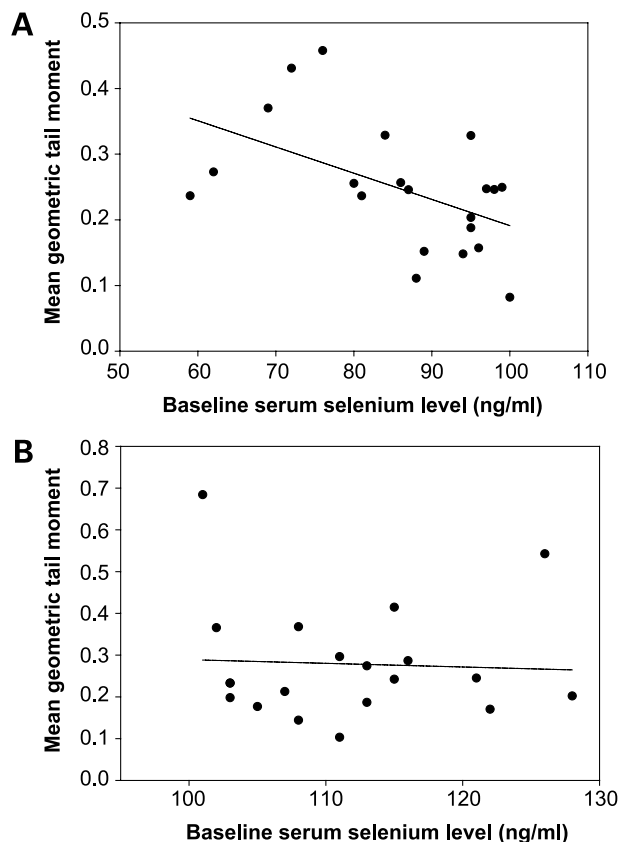 A
0.5
0.4
0.3
0.2
0.1
0.0
Mean geometric tail moment
50 60 70 80 90 100 110
Baseline serum selenium level (ng/ml)
B
0.8
0.7
0.6
0.5
0.4
0.3
0.2
0.1
0.0
Mean geometric tail moment
100 110 120 130
Baseline serum selenium level (ng/ml)